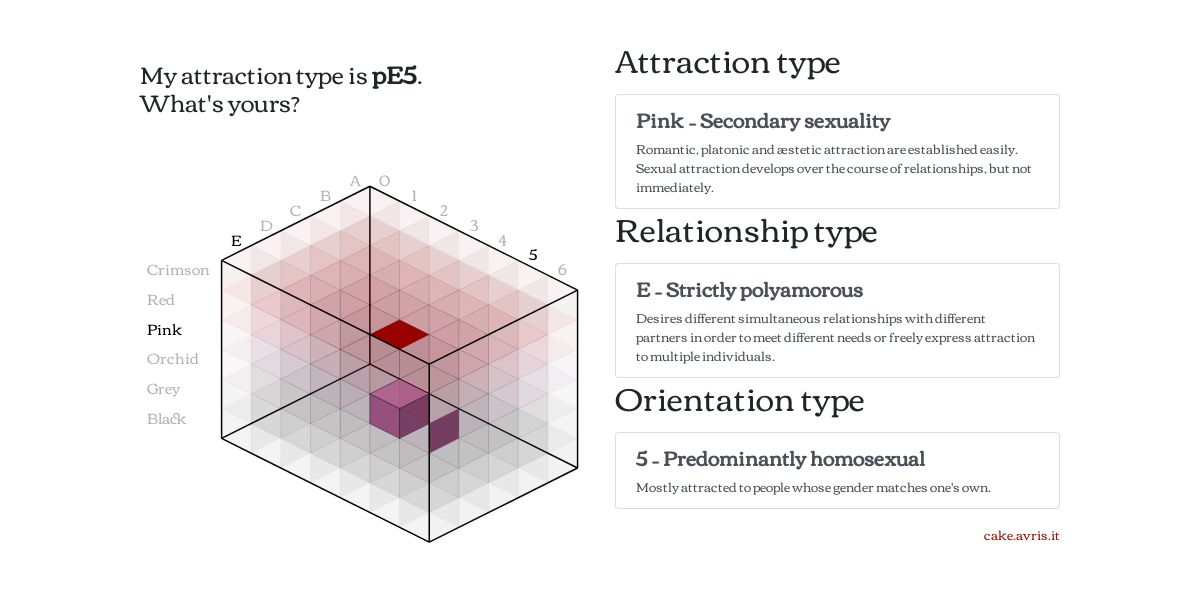 My attraction type is pE5.
What's yours?
A O
B 1
C 2
D 3
E 4
5
6
Crimson
Red
Pink
Orchid
Grey
Black
Attraction type
Pink – Secondary sexuality
Romantic, platonic and æstetic attraction are established easily.
Sexual attraction develops over the course of relationships, but not
immediately.
Relationship type
E – Strictly polyamorous
Desires different simultaneous relationships with different
partners in order to meet different needs or freely express attraction
to multiple individuals.
Orientation type
5 – Predominantly homosexual
Mostly attracted to people whose gender matches one's own.
cake.avris.it